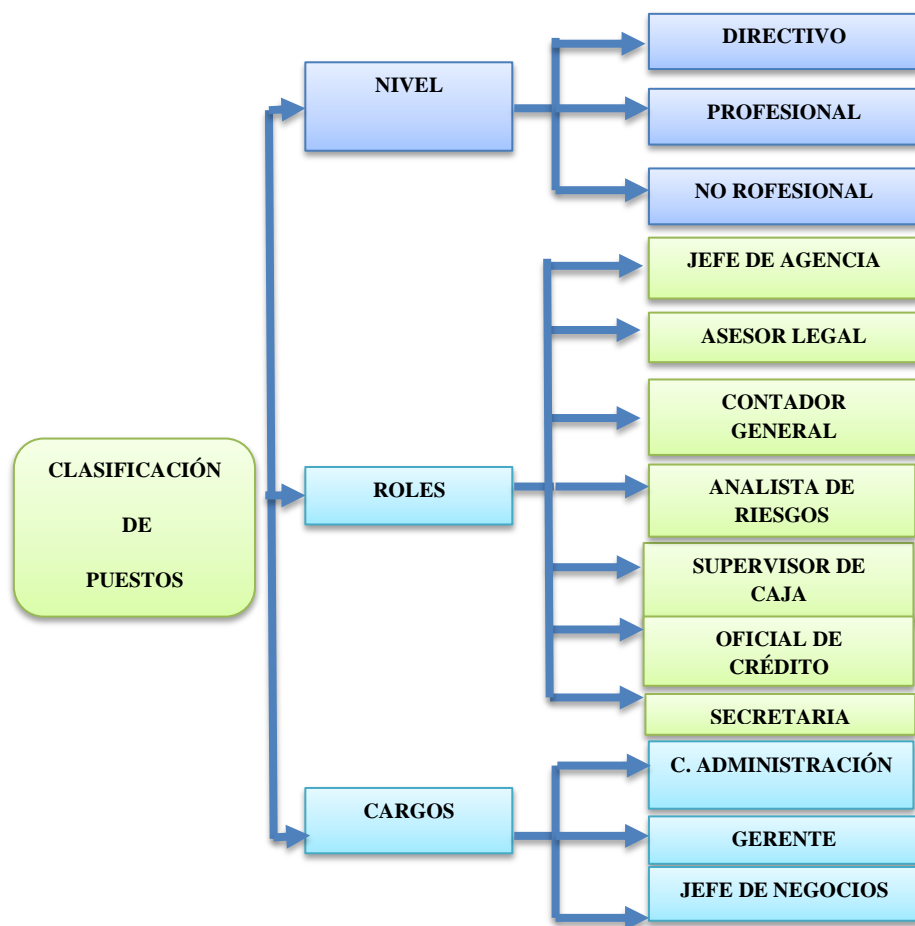 CLASIFICACIÓN
DE
PUESTOS
NIVEL
DIRECTIVO
PROFESIONAL
NO ROFESIONAL
ROLES
JEFE DE AGENCIA
ASESOR LEGAL
CONTADOR
GENERAL
ANALISTA DE
RIESGOS
SUPERVISOR DE
CAJA
OFICIAL DE
CRÉDITO
SECRETARIA
CARGOS
C. ADMINISTRACIÓN
GERENTE
JEFE DE NEGOCIOS